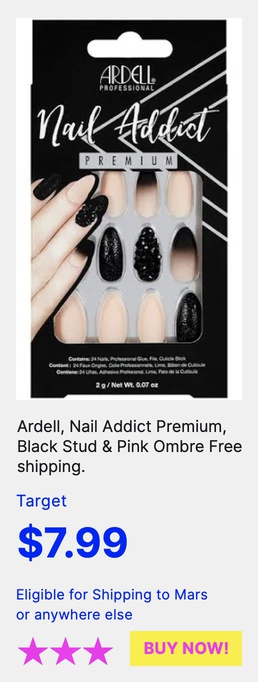 ARDELL®
PROFESSIONAL
Nail Addict
PREMIUM
Contains: 24 Nails, Professional Glue, File, Cuticle Stick
Contient : 24 Faux Ongles, Colle Professionnelle, Lime, Bâton de Cuticule
Contiene: 24 Uñas, Adhesivo Profesional, Lima, Palo de la Cutícula
2 g / Net Wt. 0.07 oz
Ardell, Nail Addict Premium,
Black Stud & Pink Ombre Free
shipping.
Target
$7.99
Eligible for Shipping to Mars
or anywhere else
BUY NOW!